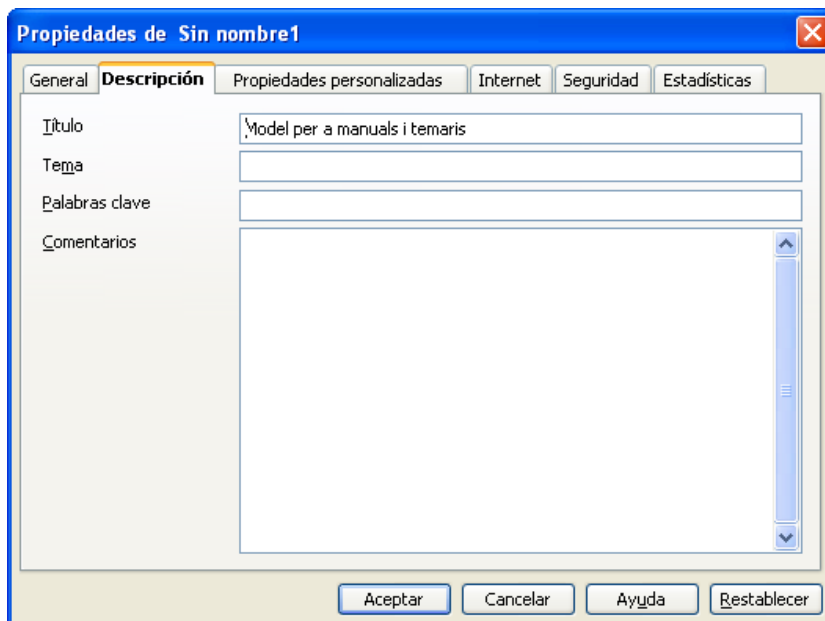 Propiedades de Sin nombre1
General Descripción Propiedades personalizadas Internet Seguridad Estadísticas
Título Model per a manuals i temaris
Tema
Palabras clave
Comentarios
Aceptar Cancelar Ayuda Restablecer